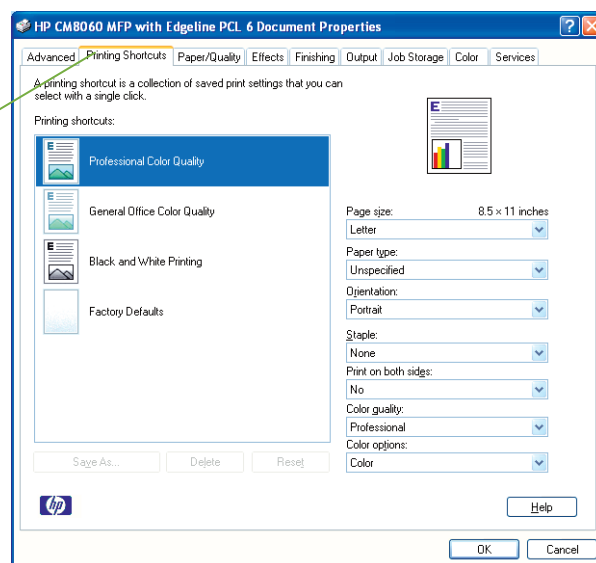 HP CM8060 MFP with Edgeline PCL 6 Document Properties
Advanced Printing Shortcuts Paper/Quality Effects Finishing Output Job Storage Color Services
A printing shortcut is a collection of saved print settings that you can
select with a single click.
Printing shortcuts:
E
E
Professional Color Quality
E
General Office Color Quality
E
Black and White Printing
Factory Defaults
Page size: 8.5 × 11 inches
Letter
Paper type:
Unspecified
Orientation:
Portrait
Staple:
None
Print on both sides:
No
Color quality:
Professional
Color options:
Color
Save As... Delete Reset
hp
Help
OK Cancel